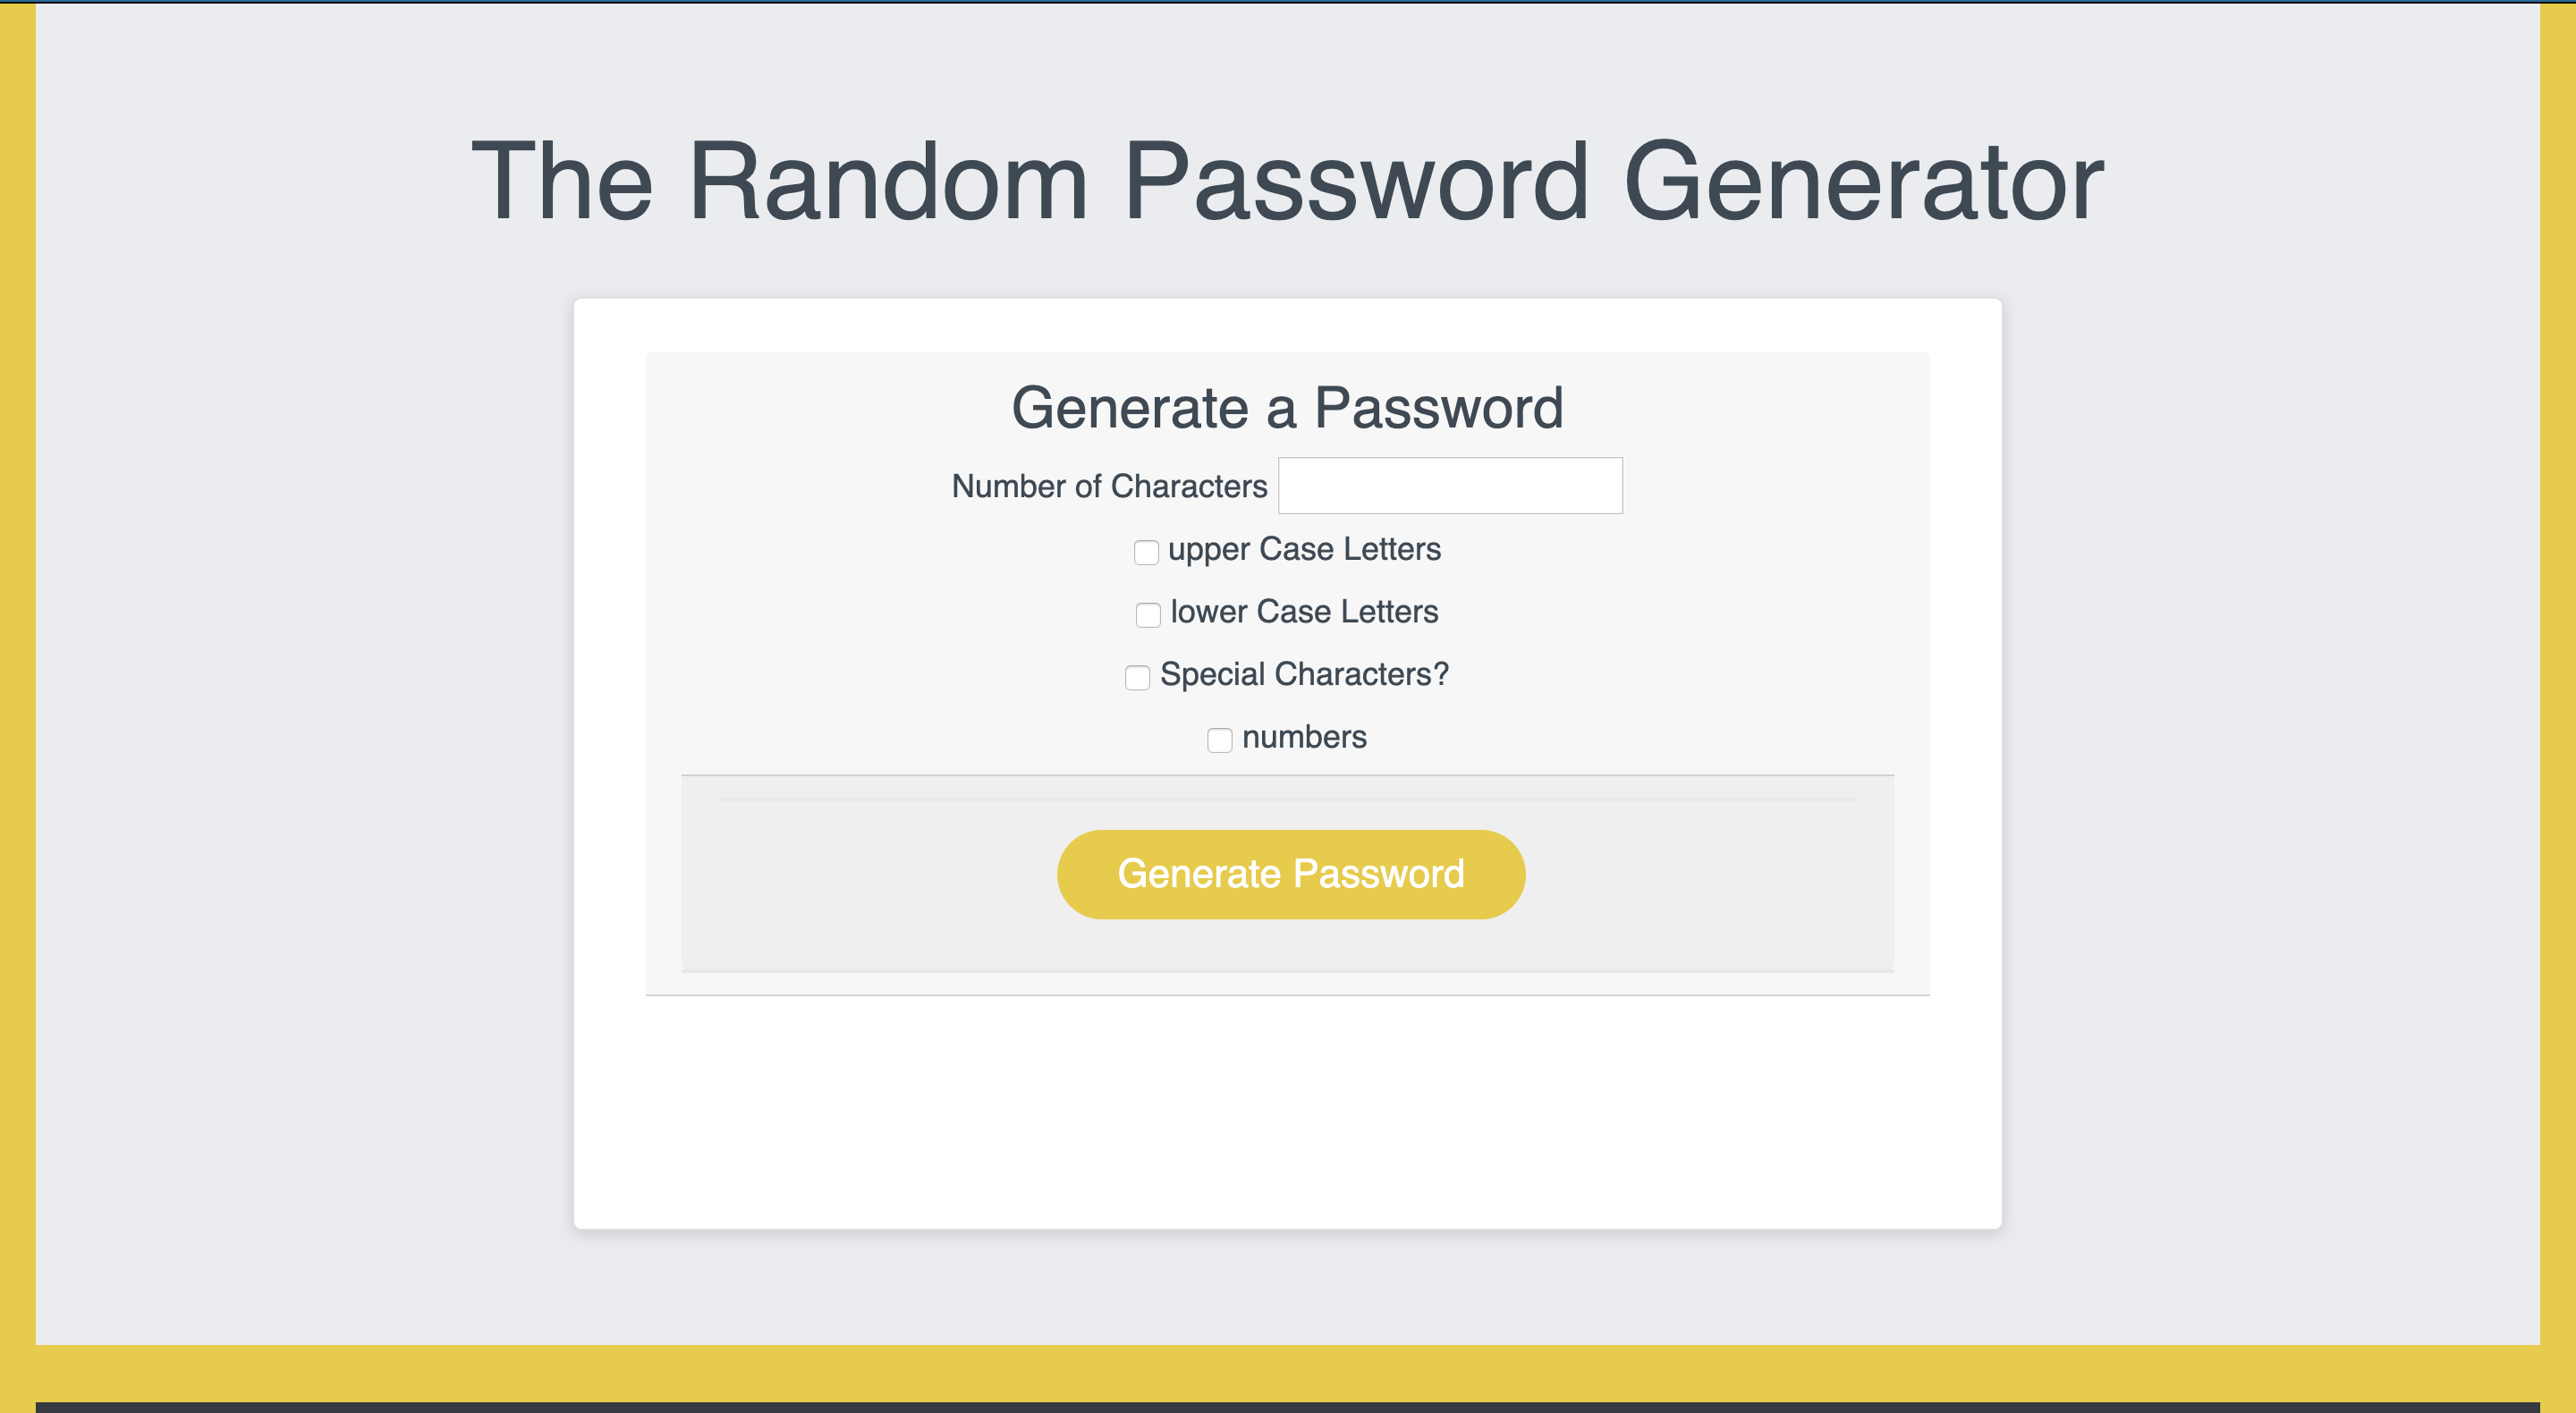 The Random Password Generator
Generate a Password
Number of Characters
upper Case Letters
lower Case Letters
Special Characters?
numbers
Generate Password